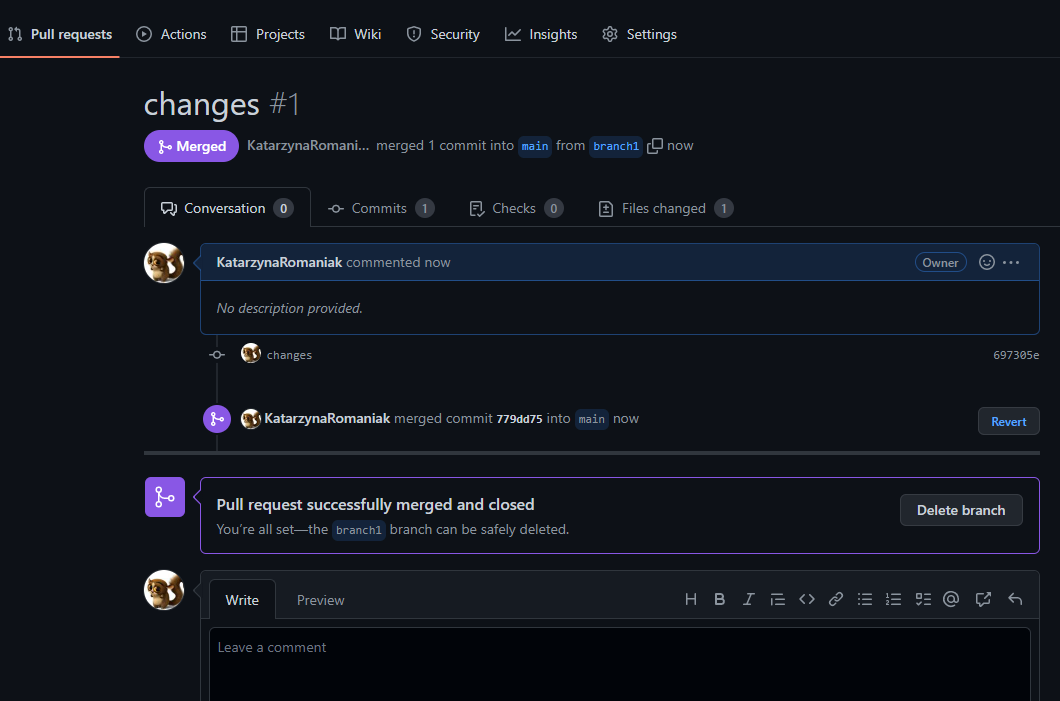 Pull requests Actions Projects Wiki Security Insights Settings
changes #1
Merged KatarzynaRomani... merged 1 commit into main from branch1 now
Conversation 0 Commits 1 Checks 0 Files changed 1
KatarzynaRomaniak commented now Owner
No description provided.
changes 697305e
KatarzynaRomaniak merged commit 779dd75 into main now Revert
Pull request successfully merged and closed
You're all set—the branch1 branch can be safely deleted.
Delete branch
Write Preview
Leave a comment